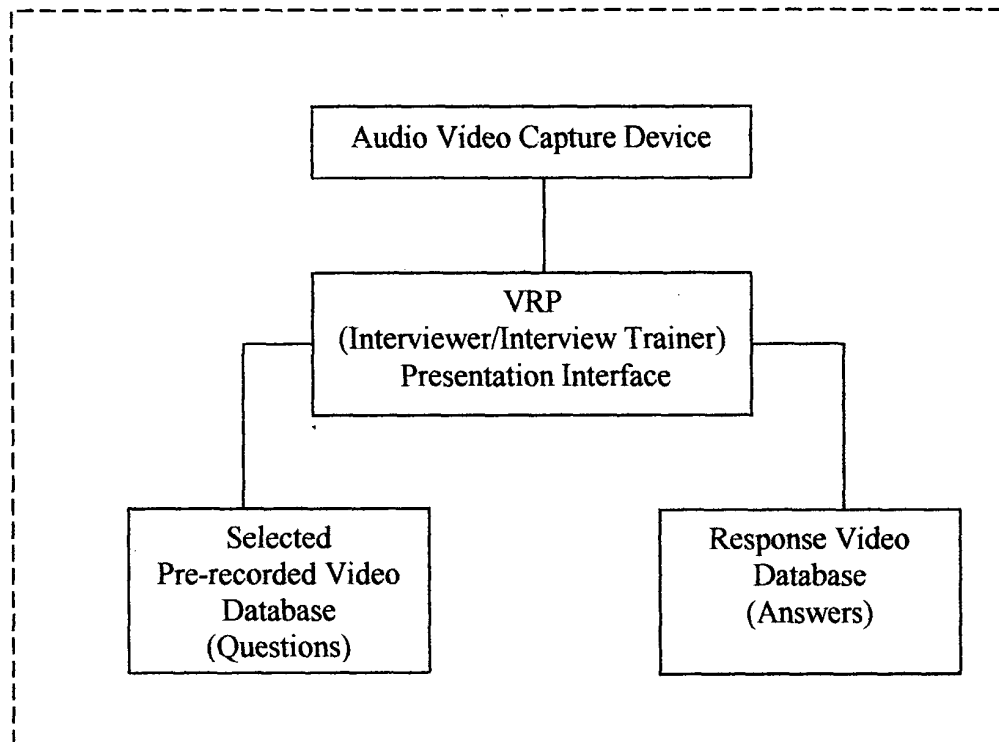 Audio Video Capture Device
VRP
(Interviewer/Interview Trainer)
Presentation Interface
Selected
Pre-recorded Video
Database
(Questions)
Response Video
Database
(Answers)